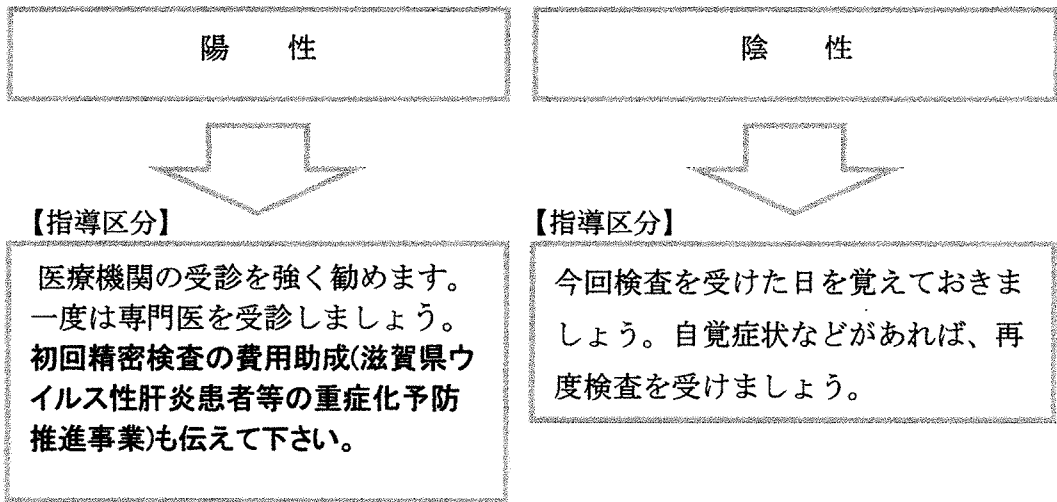 陽　性
陰　性
【指導区分】
医療機関の受診を強く勧めます。
一度は専門医を受診しましょう。
初回精密検査の費用助成(滋賀県ウ
イルス性肝炎患者等の重症化予防
推進事業)も伝えて下さい。
【指導区分】
今回検査を受けた日を覚えておきま
しょう。自覚症状などがあれば、再
度検査を受けましょう。